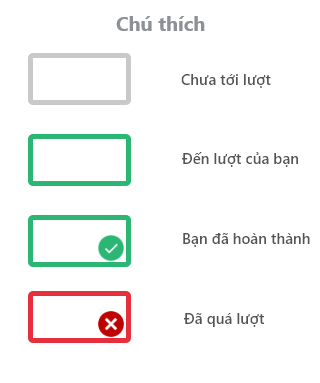 Chú thích
Chưa tới lượt
Đến lượt của bạn
Bạn đã hoàn thành
Đã quá lượt